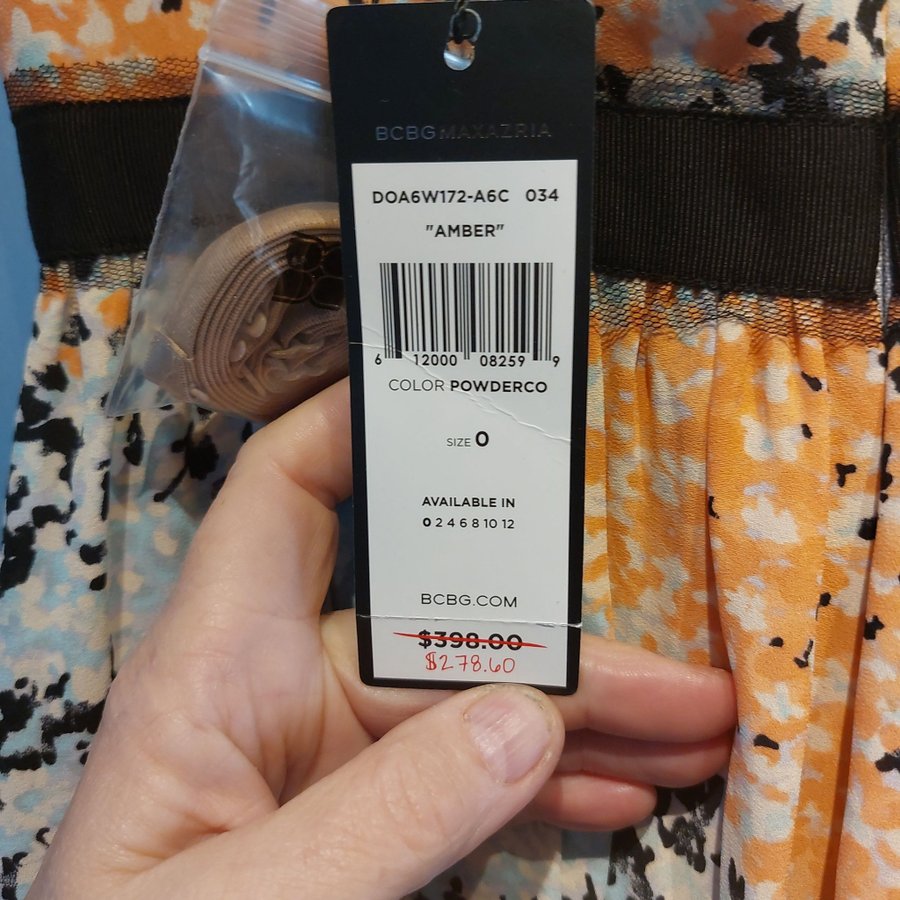 BCBGMAXAZRIA
DOA6W172-A6C 034
"AMBER"
6 12000 08259 9
COLOR POWDERCO
SIZE 0
AVAILABLE IN
0 2 4 6 8 10 12
BCBG.COM
$398.00
$278.60